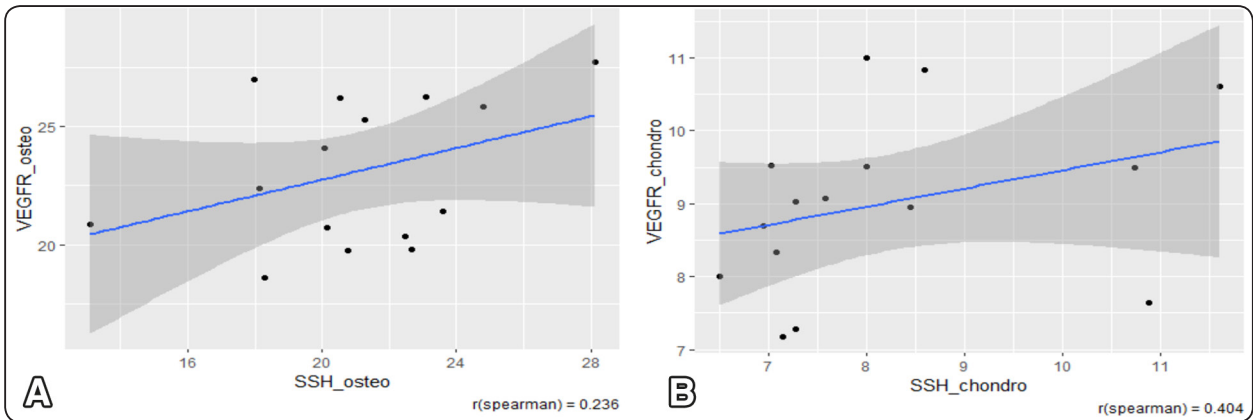 VEGFR_osteo
25
20
16 20 24 28
SSH_osteo
A
r(spearman) = 0.236
VEGFR_chondro
11
10
9
8
7
7 8 9 10 11
SSH_chondro
B
r(spearman) = 0.404